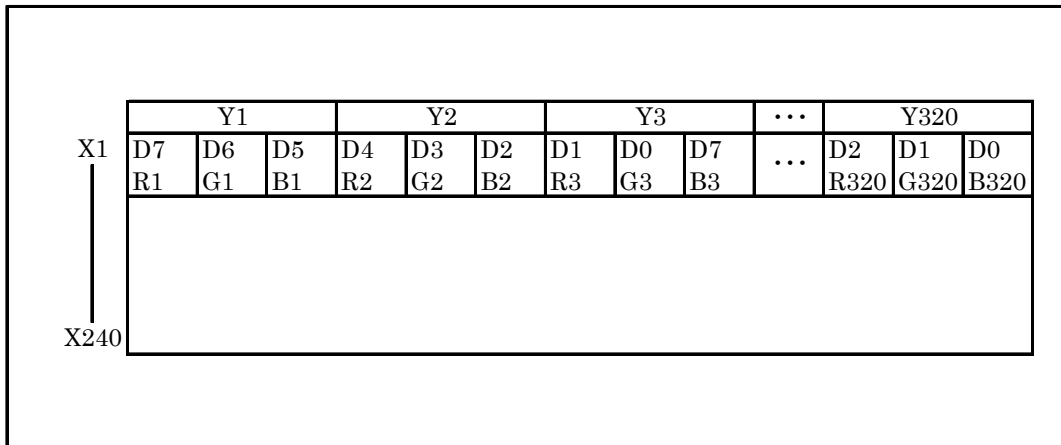 Y1 Y2 Y3 ··· Y320
X1 D7 D6 D5 D4 D3 D2 D1 D0 D7 ··· D2 D1 D0
R1 G1 B1 R2 G2 B2 R3 G3 B3 R320 G320 B320
X240